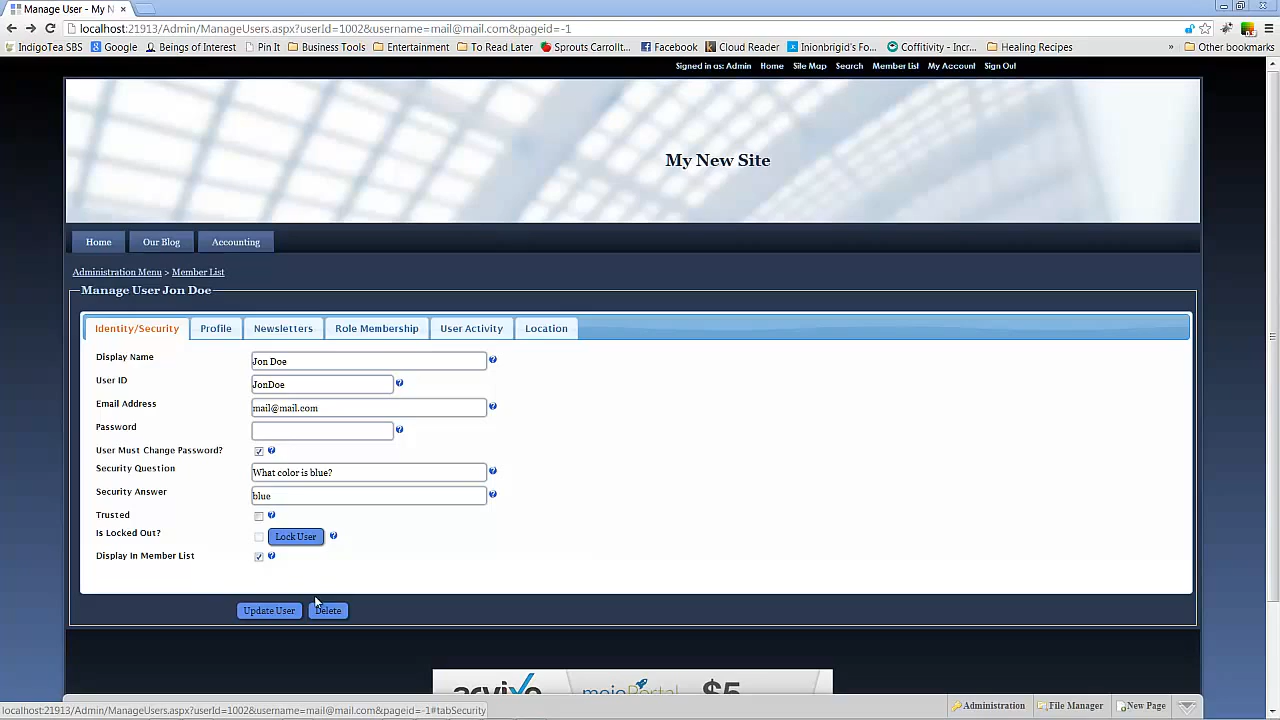 Manage User - My N
localhost:21913/Admin/ManageUsers.aspx?userId=1002&username=mail@mail.com&pageid=-1
IndigoTea SBS Google Beings of Interest Pin It Business Tools Entertainment To Read Later Sprouts Carrollt... Facebook Cloud Reader Inionbrigid's Fo... Coffitivity - Incr... Healing Recipes » Other bookmarks
Signed in as: Admin Home Site Map Search Member List My Account Sign Out
My New Site
Home Our Blog Accounting
Administration Menu > Member List
Manage User Jon Doe
Identity/Security Profile Newsletters Role Membership User Activity Location
Display Name Jon Doe
User ID JonDoe
Email Address mail@mail.com
Password
User Must Change Password?
Security Question What color is blue?
Security Answer blue
Trusted
Is Locked Out? Lock User
Display In Member List
Update User Delete
mojoPortal $5
localhost:21913/Admin/ManageUsers.aspx?userId=1002&username=mail@mail.com&pageid=-1#tabSecurity
Administration File Manager New Page